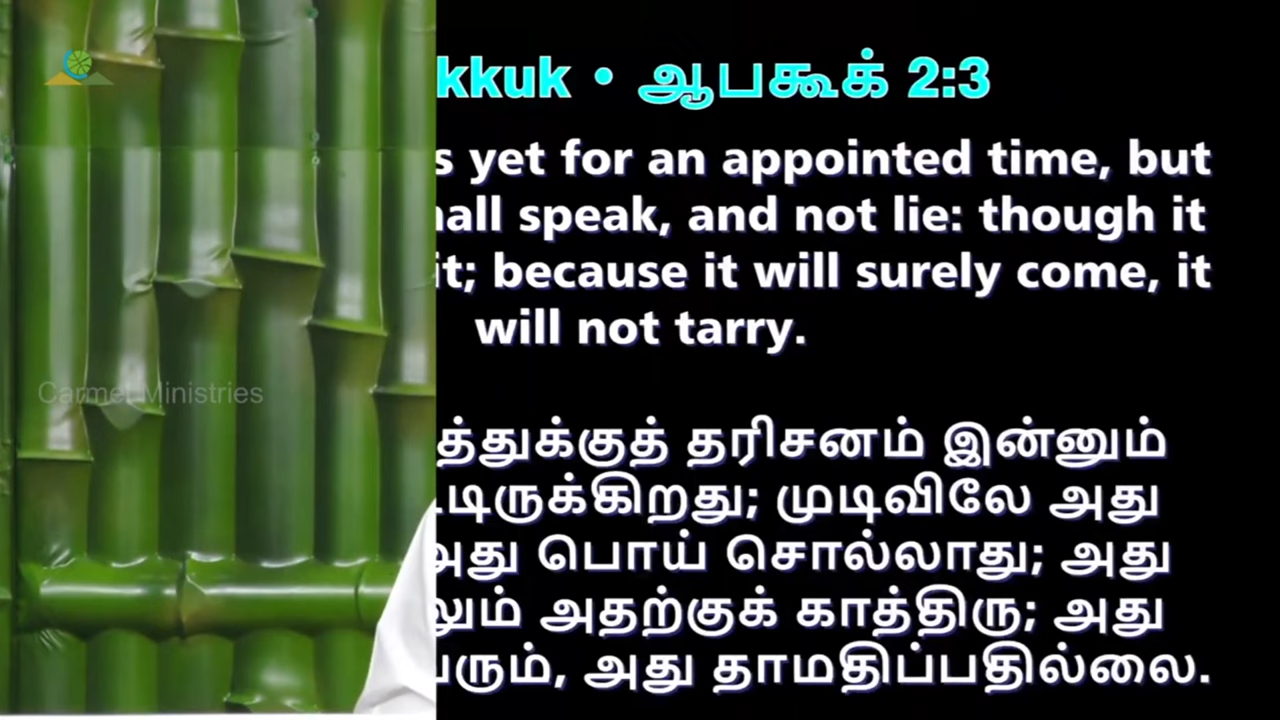 Carmel Ministries
kkuk • ஆபகூக் 2:3
s yet for an appointed time, but
hall speak, and not lie: though it
it; because it will surely come, it
will not tarry.
த்துக்குத் தரிசனம் இன்னும்
டிருக்கிறது; முடிவிலே அது
அது பொய் சொல்லாது; அது
லும் அதற்குக் காத்திரு; அது
வரும், அது தாமதிப்பதில்லை.